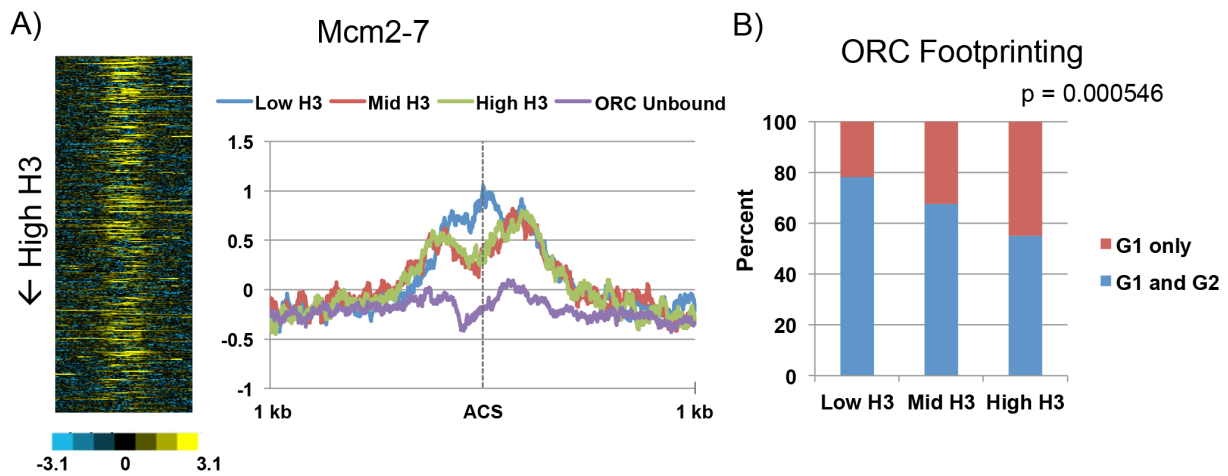 A)
Mcm2-7
← High H3
Low H3 Mid H3 High H3 ORC Unbound
1.5
1
0.5
0
-0.5
-1
1 kb ACS 1 kb
-3.1 0 3.1
B)
ORC Footprinting
p = 0.000546
Percent
100
80
60
40
20
0
Low H3 Mid H3 High H3
G1 only
G1 and G2